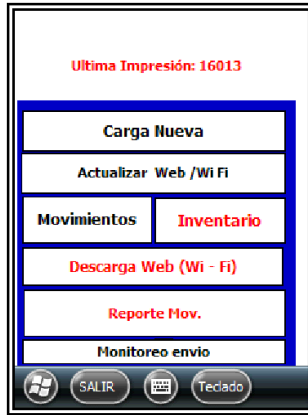 Ultima Impresión: 16013
Carga Nueva
Actualizar Web /Wi Fi
Movimientos Inventario
Descarga Web (Wi - Fi)
Reporte Mov.
Monitoreo envio
SALIR Teclado